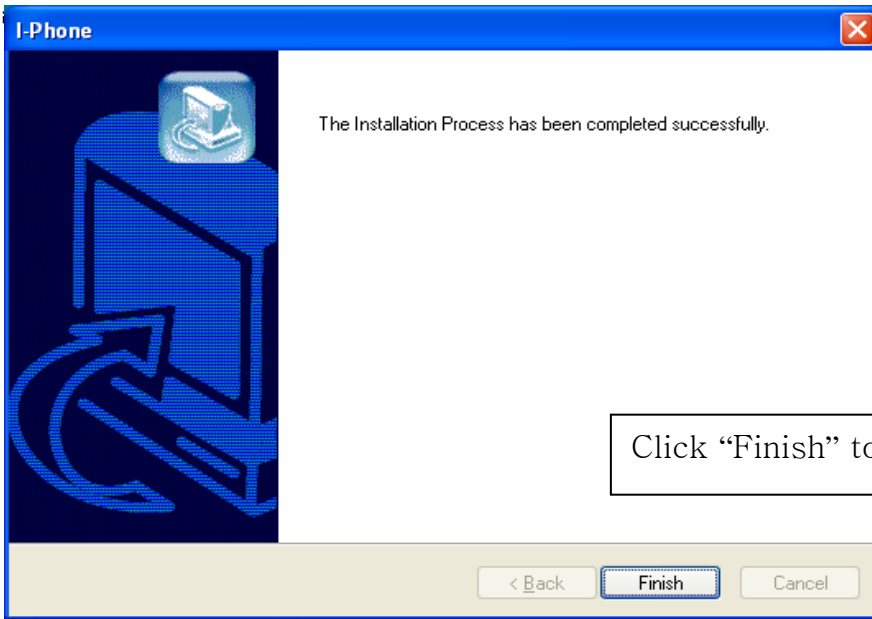 I-Phone
The Installation Process has been completed successfully.
Click “Finish” to
< Back
Finish
Cancel